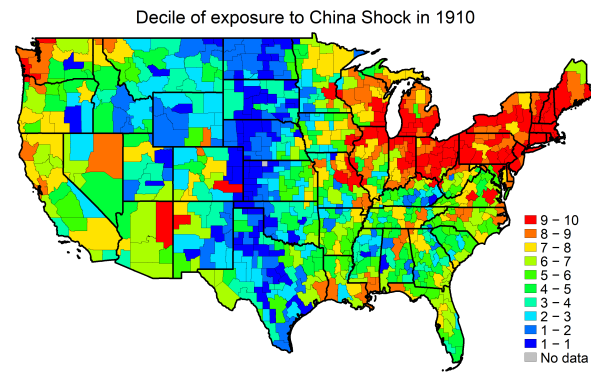 Decile of exposure to China Shock in 1910
9 − 10
8 − 9
7 − 8
6 − 7
5 − 6
4 − 5
3 − 4
2 − 3
1 − 2
1 − 1
No data